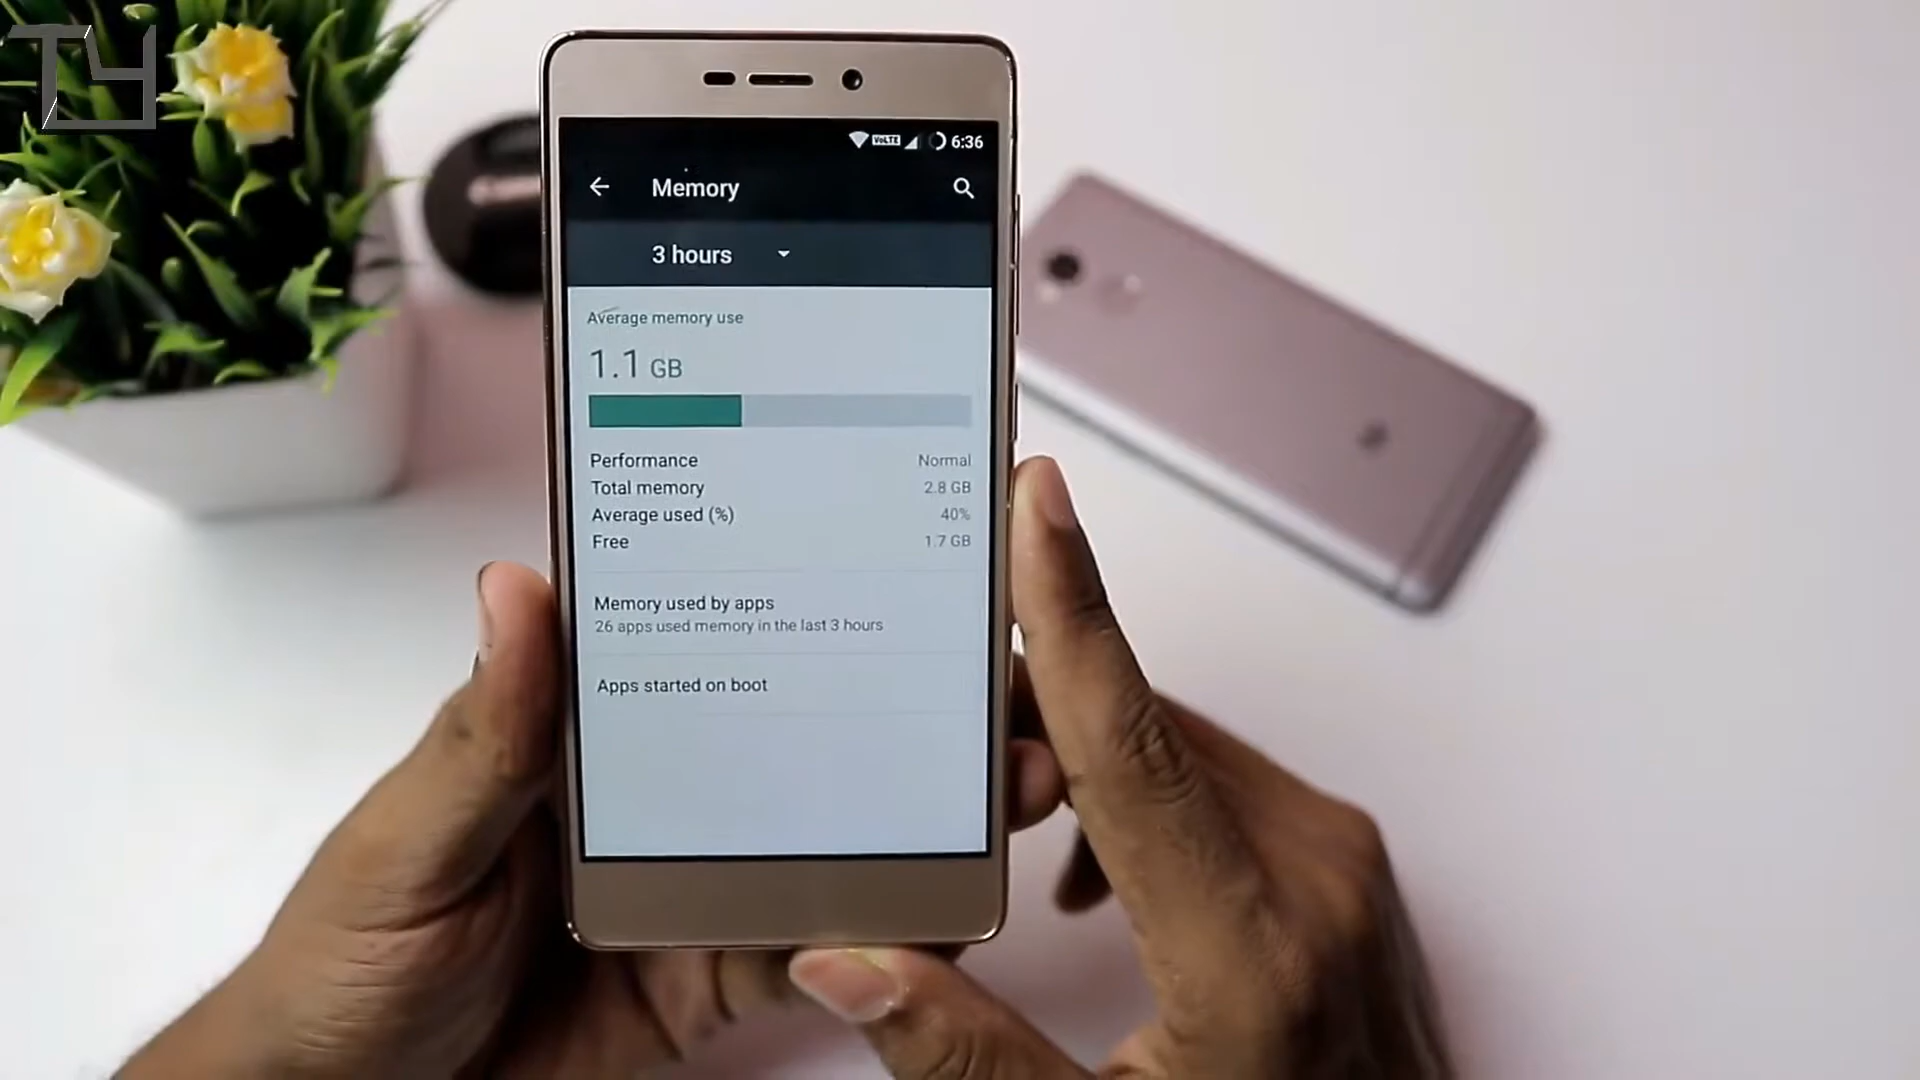 TY
VoLTE 6:36
Memory
3 hours
Average memory use
1.1 GB
Performance Normal
Total memory 2.8 GB
Average used (%) 40%
Free 1.7 GB
Memory used by apps
26 apps used memory in the last 3 hours
Apps started on boot